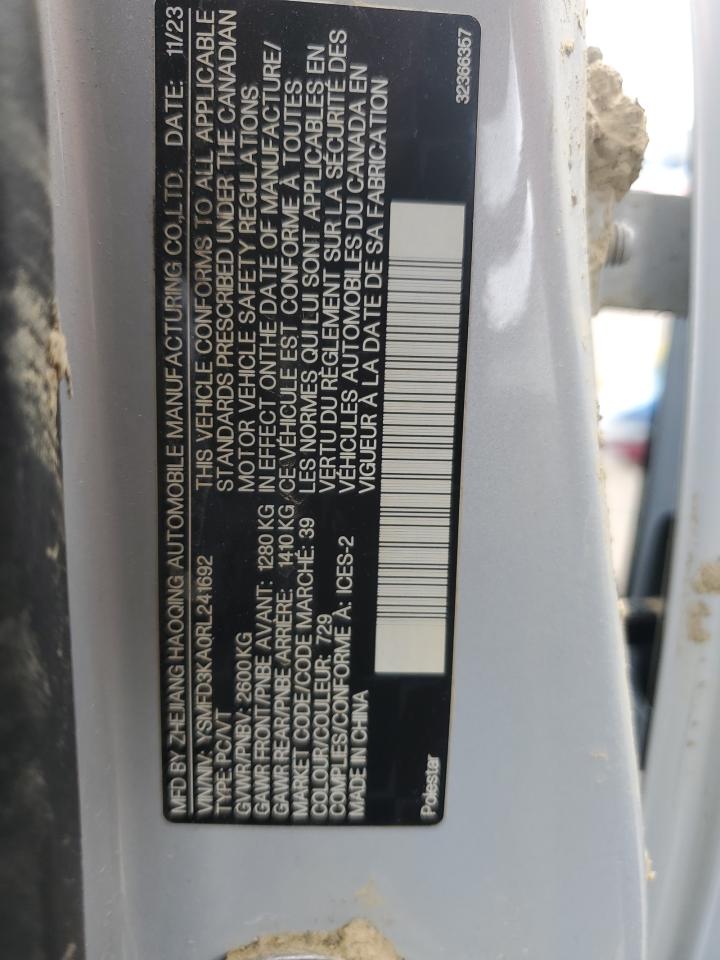 MFD BY ZHEJIANG HAOQING AUTOMOBILE MANUFACTURING CO.,LTD. DATE: 11/23
VIN/NIV: YSMFD3KA0RL241692
TYPE: PC/VT
GVWR/PNBV: 2600KG
GAWR FRONT/PNBE AVANT: 1280 KG
GAWR REAR/PNBE ARRIÈRE: 1410 KG
MARKET CODE/CODE MARCHÉ: 39
COLOUR/COULEUR: 729
COMPLIES/CONFORME A: ICES-2
MADE IN CHINA
THIS VEHICLE CONFORMS TO ALL APPLICABLE
STANDARDS PRESCRIBED UNDER THE CANADIAN
MOTOR VEHICLE SAFETY REGULATIONS
IN EFFECT ON THE DATE OF MANUFACTURE/
CE VÉHICULE EST CONFORME À TOUTES
LES NORMES QUI LUI SONT APPLICABLES EN
VERTU DU RÈGLEMENT SUR LA SÉCURITÉ DES
VÉHICULES AUTOMOBILES DU CANADA EN
VIGUEUR À LA DATE DE SA FABRICATION
Polestar
32366357